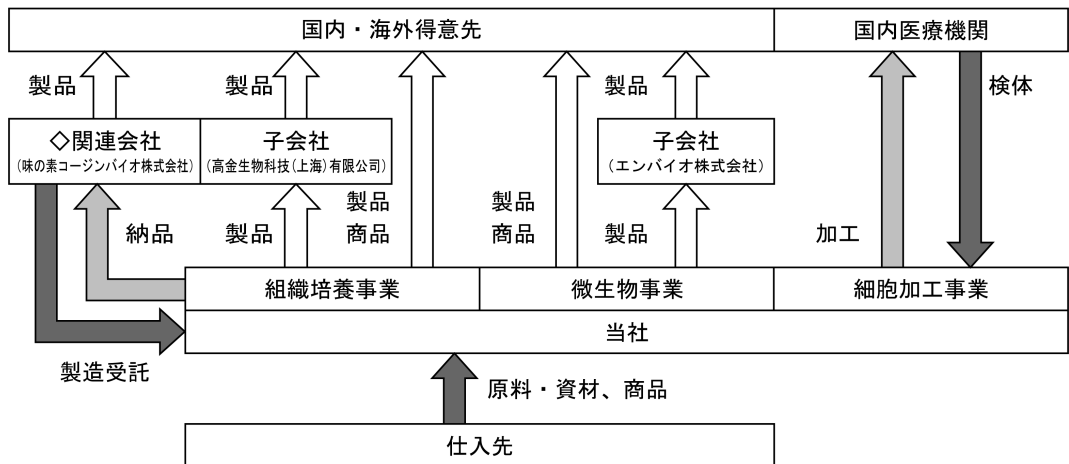 国内・海外得意先
国内医療機関
製品
製品
製品
検体
◇関連会社
(味の素コージンバイオ株式会社)
子会社
(高金生物科技(上海)有限公司)
子会社
(エンバイオ株式会社)
納品
製品
製品
商品
製品
商品
製品
加工
組織培養事業
微生物事業
細胞加工事業
当社
製造受託
原料・資材、商品
仕入先